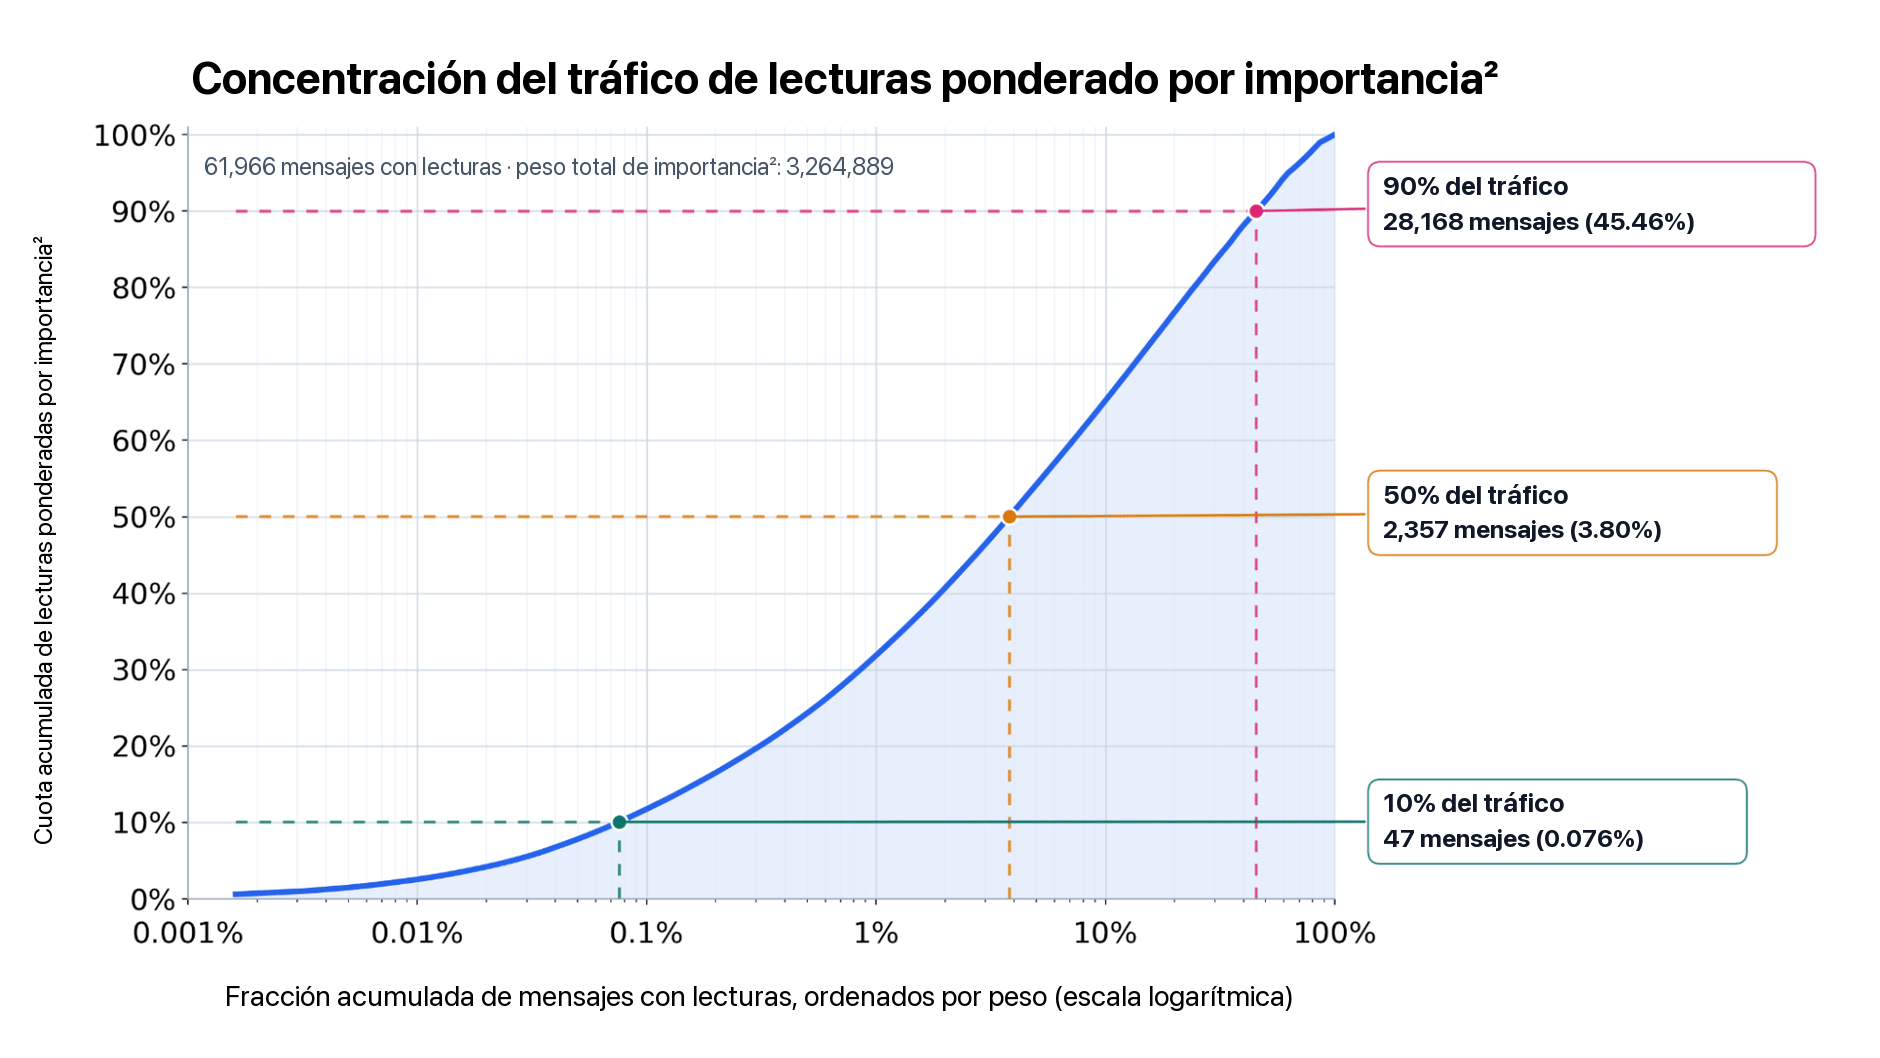 Concentración del tráfico de lecturas ponderado por importancia²
61,966 mensajes con lecturas · peso total de importancia²: 3,264,889
Cuota acumulada de lecturas ponderadas por importancia²
100%
90%
80%
70%
60%
50%
40%
30%
20%
10%
0%
90% del tráfico
28,168 mensajes (45.46%)
50% del tráfico
2,357 mensajes (3.80%)
10% del tráfico
47 mensajes (0.076%)
0.001%
0.01%
0.1%
1%
10%
100%
Fracción acumulada de mensajes con lecturas, ordenados por peso (escala logarítmica)